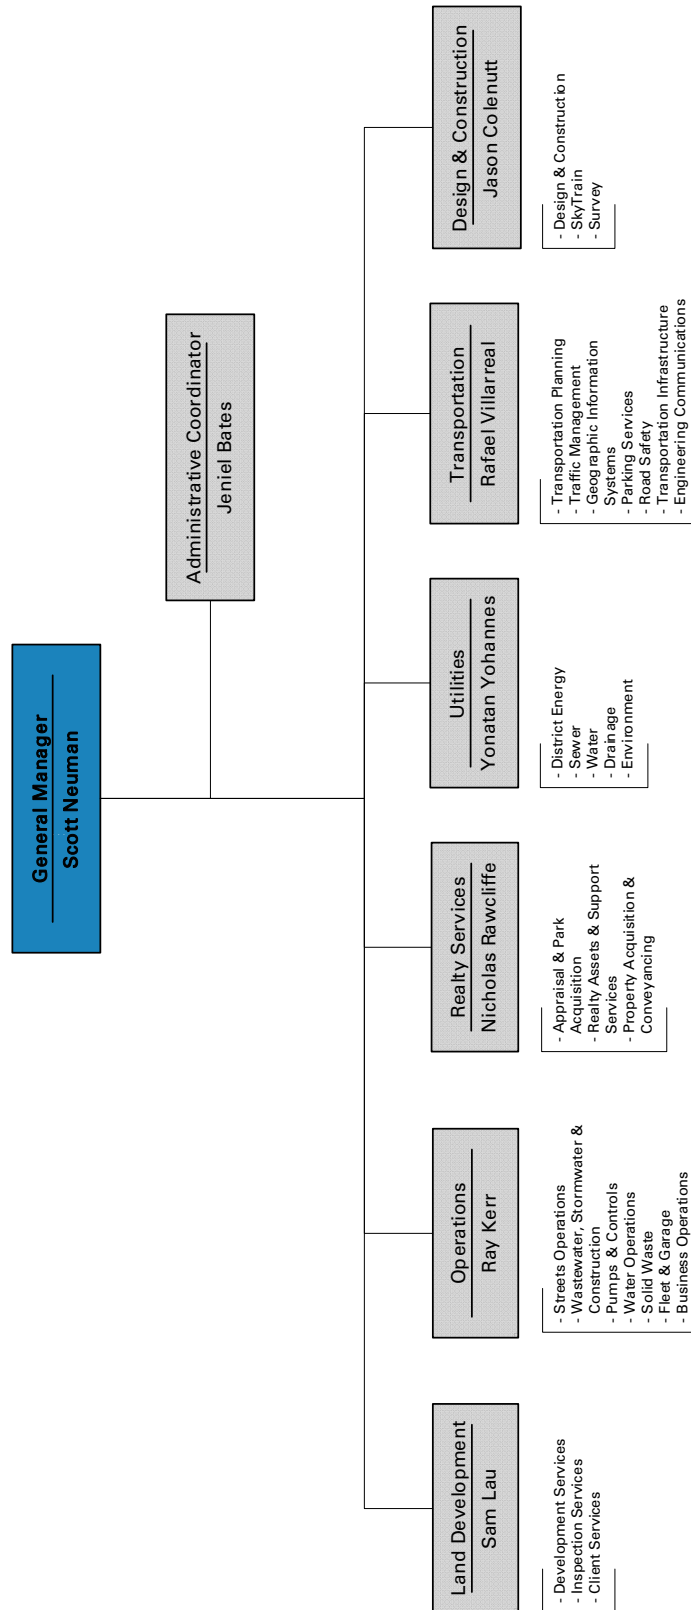 General Manager
Scott Neuman
Administrative Coordinator
Jeniel Bates
Land Development
Sam Lau
- Development Services
- Inspection Services
- Client Services
Operations
Ray Kerr
- Streets Operations
- Wastewater, Stormwater &
Construction
- Pumps & Controls
- Water Operations
- Solid Waste
- Fleet & Garage
- Business Operations
Realty Services
Nicholas Rawcliffe
- Appraisal & Park
Acquisition
- Realty Assets & Support
Services
- Property Acquisition &
Conveyancing
Utilities
Yonatan Yohannes
- District Energy
- Sewer
- Water
- Drainage
- Environment
Transportation
Rafael Villarreal
- Transportation Planning
- Traffic Management
- Geographic Information
Systems
- Parking Services
- Road Safety
- Transportation Infrastructure
- Engineering Communications
Design & Construction
Jason Colenutt
- Design & Construction
- SkyTrain
- Survey